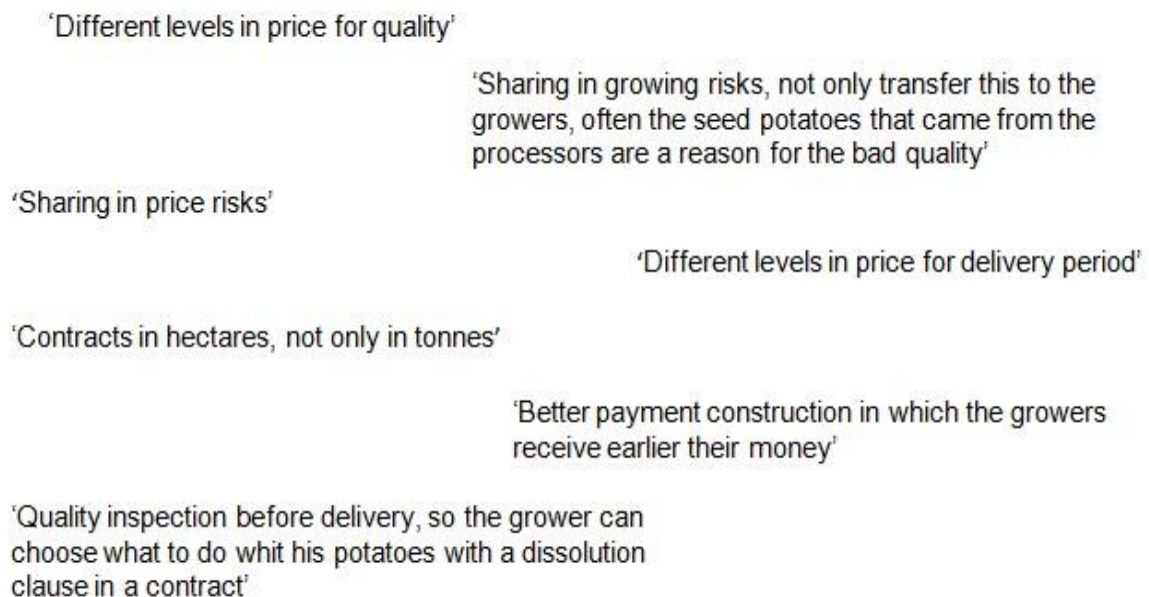 ‘Different levels in price for quality’
‘Sharing in growing risks, not only transfer this to the
growers, often the seed potatoes that came from the
processors are a reason for the bad quality’
‘Sharing in price risks’
‘Different levels in price for delivery period’
‘Contracts in hectares, not only in tonnes’
‘Better payment construction in which the growers
receive earlier their money’
‘Quality inspection before delivery, so the grower can
choose what to do whit his potatoes with a dissolution
clause in a contract’